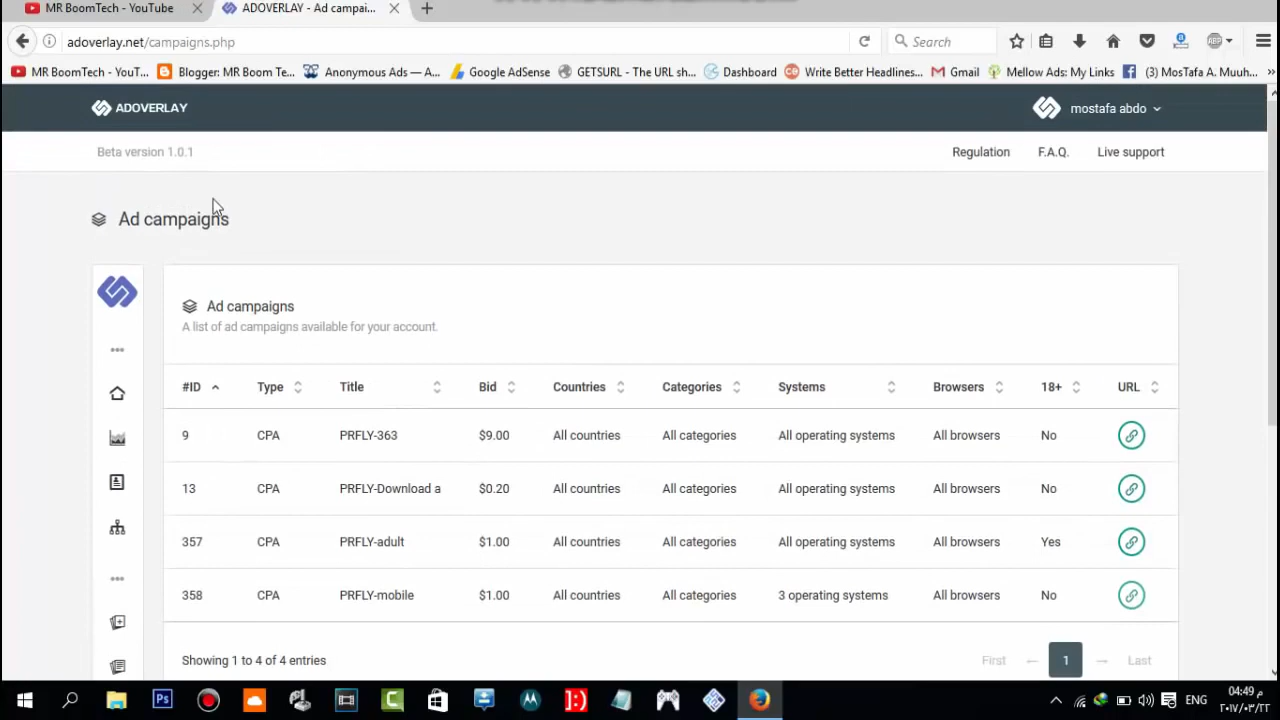 MR BoomTech - YouTube
ADOVERLAY - Ad campai...
adoverlay.net/campaigns.php
Search
ABP
MR BoomTech - YouT...
Blogger: MR Boom Te...
Anonymous Ads — A...
Google AdSense
GETSURL - The URL sh...
Dashboard
Write Better Headlines...
Gmail
Mellow Ads: My Links
(3) MosTafa A. Muuh...
ADOVERLAY
mostafa abdo
Beta version 1.0.1
Regulation
F.A.Q.
Live support
Ad campaigns
Ad campaigns
A list of ad campaigns available for your account.
#ID Type Title Bid Countries Categories Systems Browsers 18+ URL
9 CPA PRFLY-363 $9.00 All countries All categories All operating systems All browsers No
13 CPA PRFLY-Download a $0.20 All countries All categories All operating systems All browsers No
357 CPA PRFLY-adult $1.00 All countries All categories All operating systems All browsers Yes
358 CPA PRFLY-mobile $1.00 All countries All categories 3 operating systems All browsers No
Showing 1 to 4 of 4 entries
First ← 1 → Last
Ps
ENG
04:49 م
٢٠١٧/٠٣/٢٢